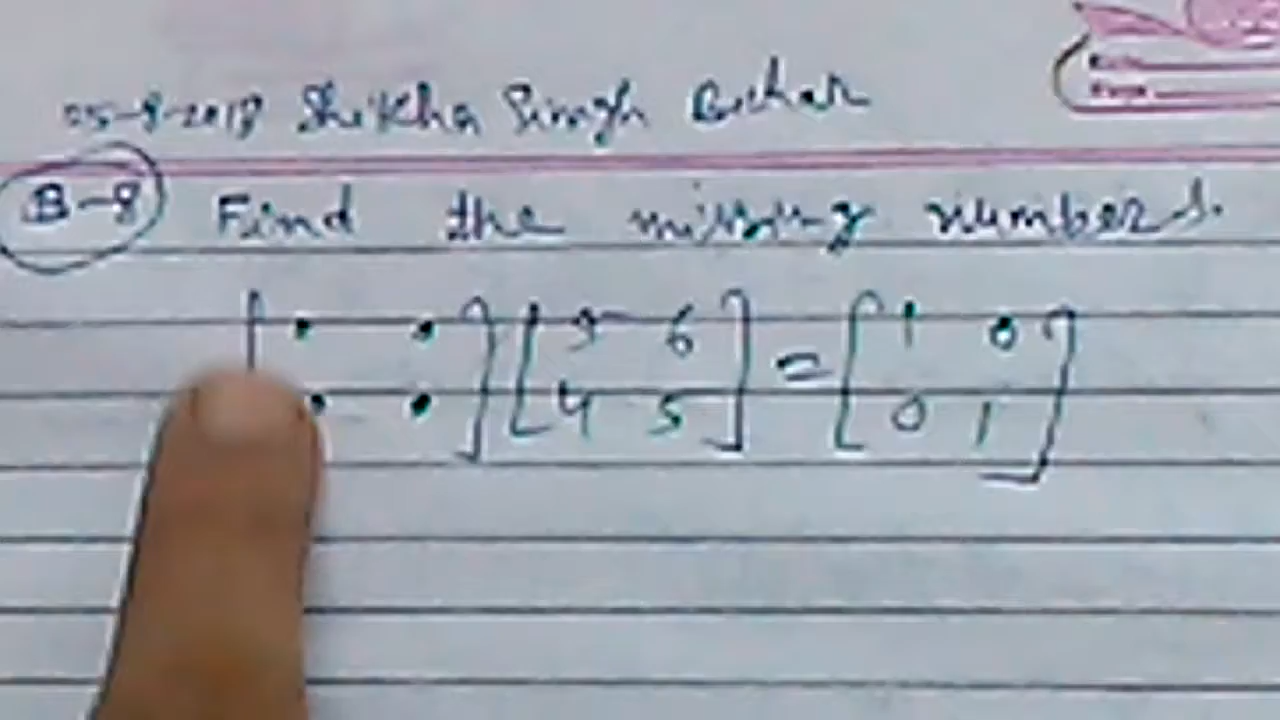 05-8-2018 Shikha Singh Bihar
B-8 Find the missing numbers.
[ . . ] [ 5 6 ] = [ 1 0 ]
[ . . ] [ 4 5 ] [ 0 1 ]